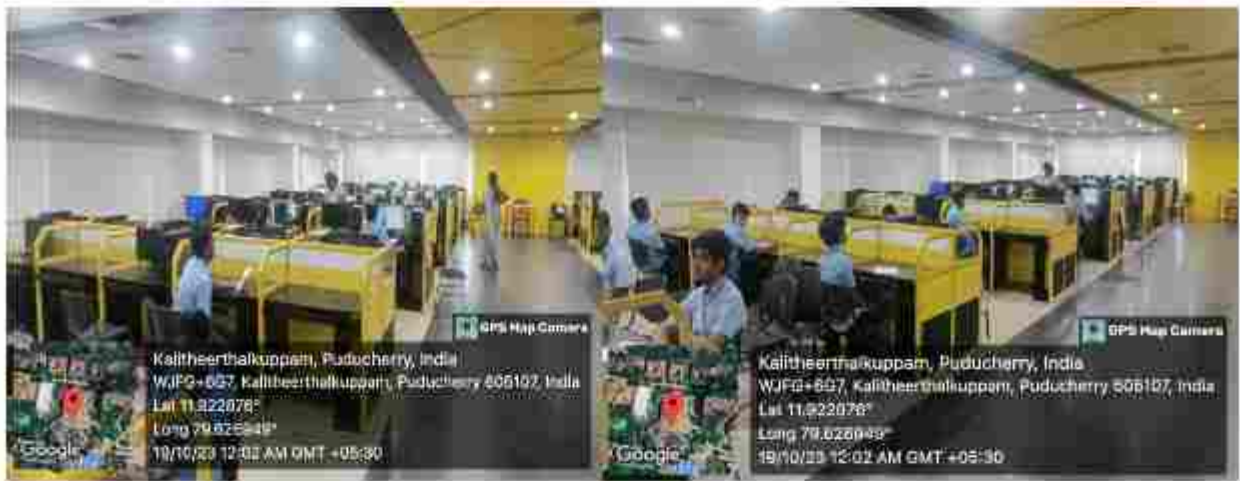 GPS Map Camera
Kalitheerthalkuppam, Puducherry, India
WJFG+6G7, Kalitheerthalkuppam, Puducherry 605107, India
Lat 11.922876°
Long 79.626949°
19/10/23 12:02 AM GMT +05:30
Google
GPS Map Camera
Kalitheerthalkuppam, Puducherry, India
WJFG+6G7, Kalitheerthalkuppam, Puducherry 605107, India
Lat 11.922876°
Long 79.626949°
19/10/23 12:02 AM GMT +05:30
Google